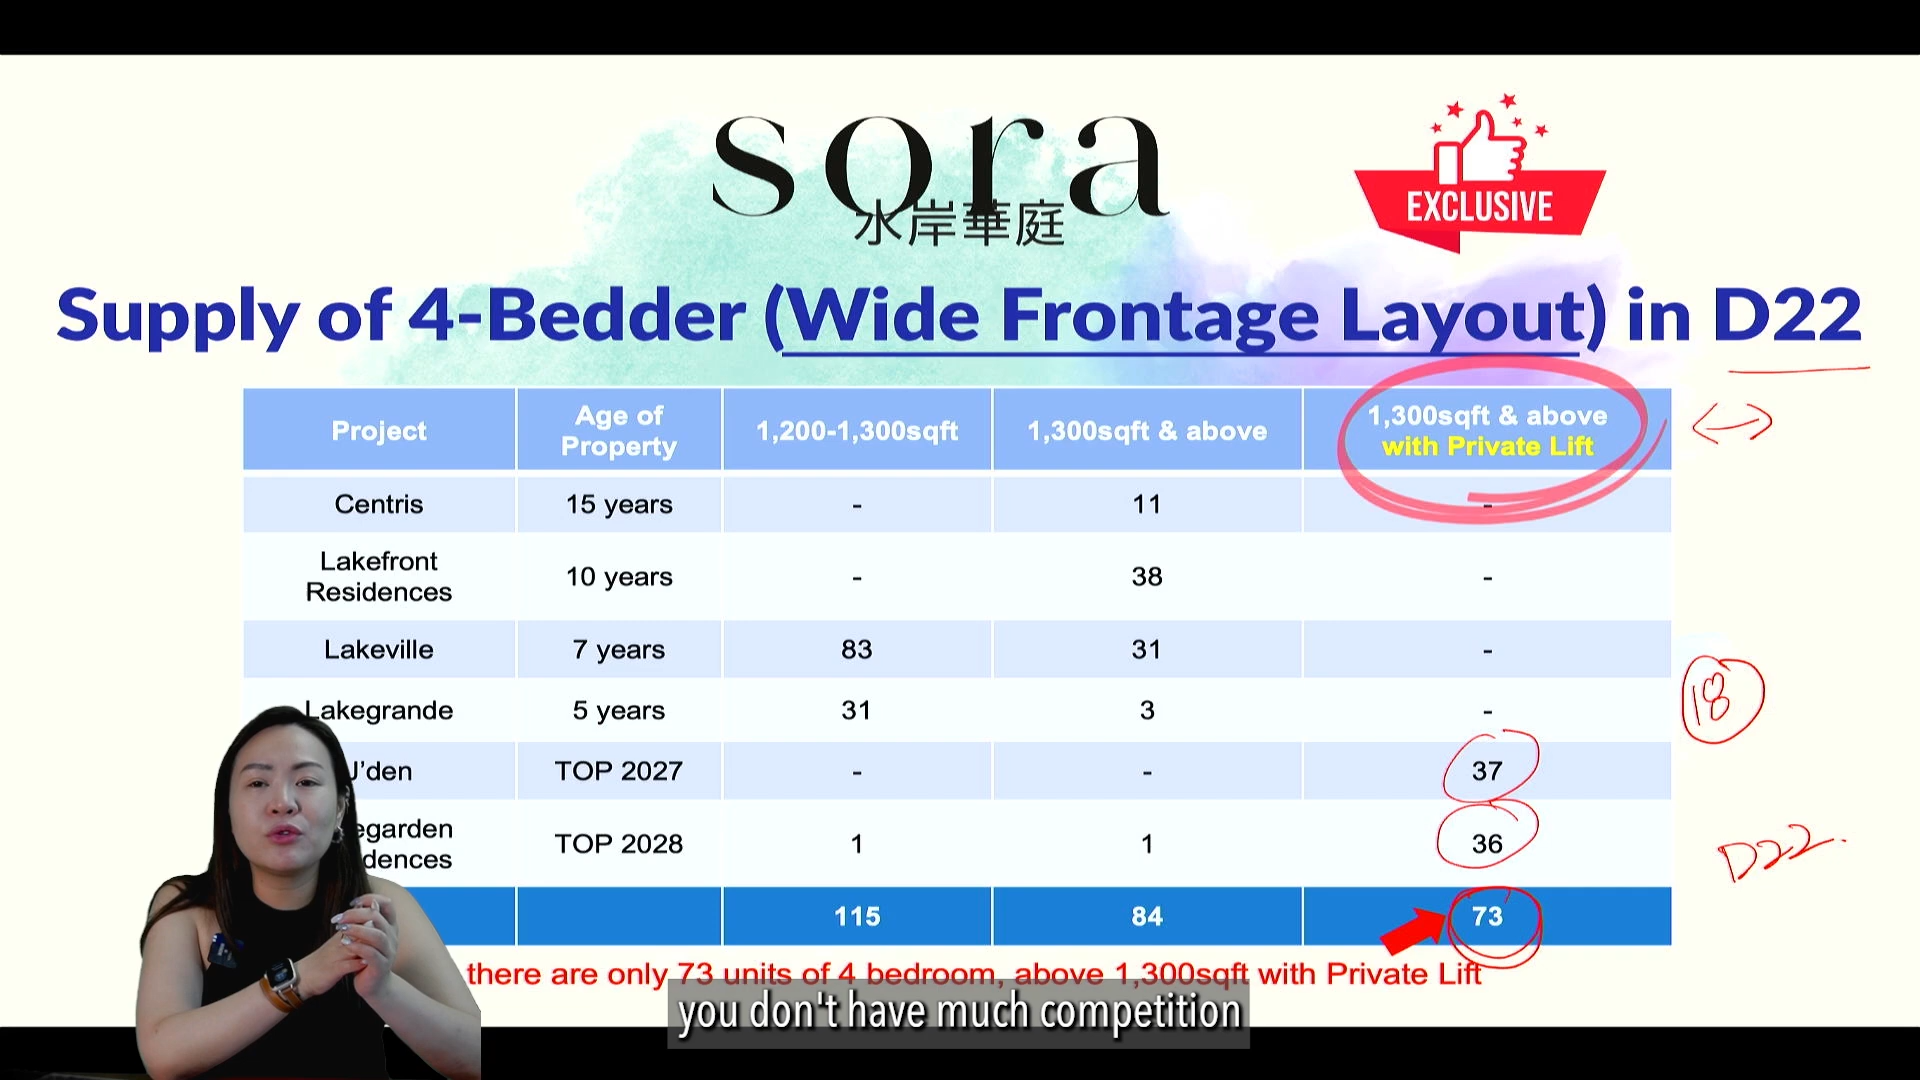 sora
水岸華庭
EXCLUSIVE
Supply of 4-Bedder (Wide Frontage Layout) in D22
Project
Age of
Property
1,200-1,300sqft
1,300sqft & above
1,300sqft & above
with Private Lift
Centris
15 years
-
11
-
Lakefront
Residences
10 years
-
38
-
Lakeville
7 years
83
31
-
Lakegrande
5 years
31
3
-
18
J'den
TOP 2027
-
-
37
egarden
dences
TOP 2028
1
1
36
D22.
115
84
73
there are only 73 units of 4 bedroom, above 1,300sqft with Private Lift
you don't have much competition